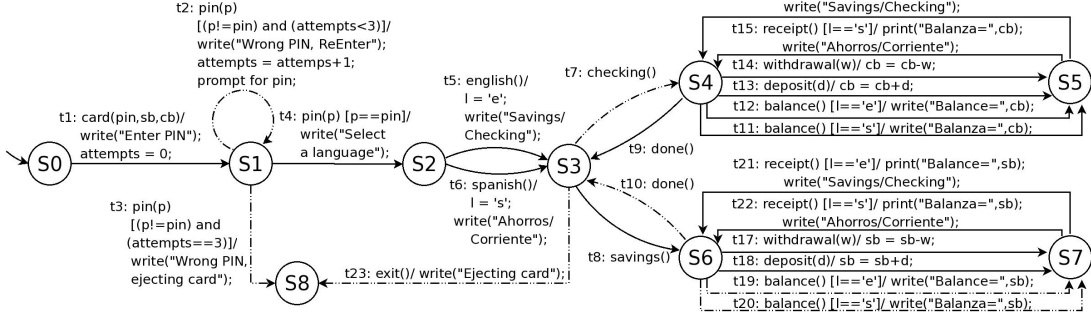 t2: pin(p)
[(p!=pin) and (attempts<3)]/
write("Wrong PIN, ReEnter");
attempts = attemps+1;
prompt for pin;
t1: card(pin,sb,cb)/
write("Enter PIN");
attempts = 0;
t4: pin(p) [p==pin]/
write("Select
a language");
t5: english()/
l = 'e';
write("Savings/
Checking");
t7: checking()
S0
S1
S2
S3
t6: spanish()/
l = 's';
write("Ahorros/
Corriente");
t3: pin(p)
[(p!=pin) and
(attempts==3)]/
write("Wrong PIN,
ejecting card");
S8
t23: exit()/ write("Ejecting card");
t9: done()
t10: done()
t8: savings()
write("Savings/Checking");
t15: receipt() [l=='s']/ print("Balanza=",cb);
write("Ahorros/Corriente");
S4
t14: withdrawal(w)/ cb = cb-w;
S5
t13: deposit(d)/ cb = cb+d;
t12: balance() [l=='e']/ write("Balance=",cb);
t11: balance() [l=='s']/ write("Balanza=",cb);
t21: receipt() [l=='e']/ print("Balance=",sb);
write("Savings/Checking");
t22: receipt() [l=='s']/ print("Balanza=",sb);
write("Ahorros/Corriente");
S6
t17: withdrawal(w)/ sb = sb-w;
S7
t18: deposit(d)/ sb = sb+d;
t19: balance() [l=='e']/ write("Balance=",sb);
t20: balance() [l=='s']/ write("Balanza=",sb);